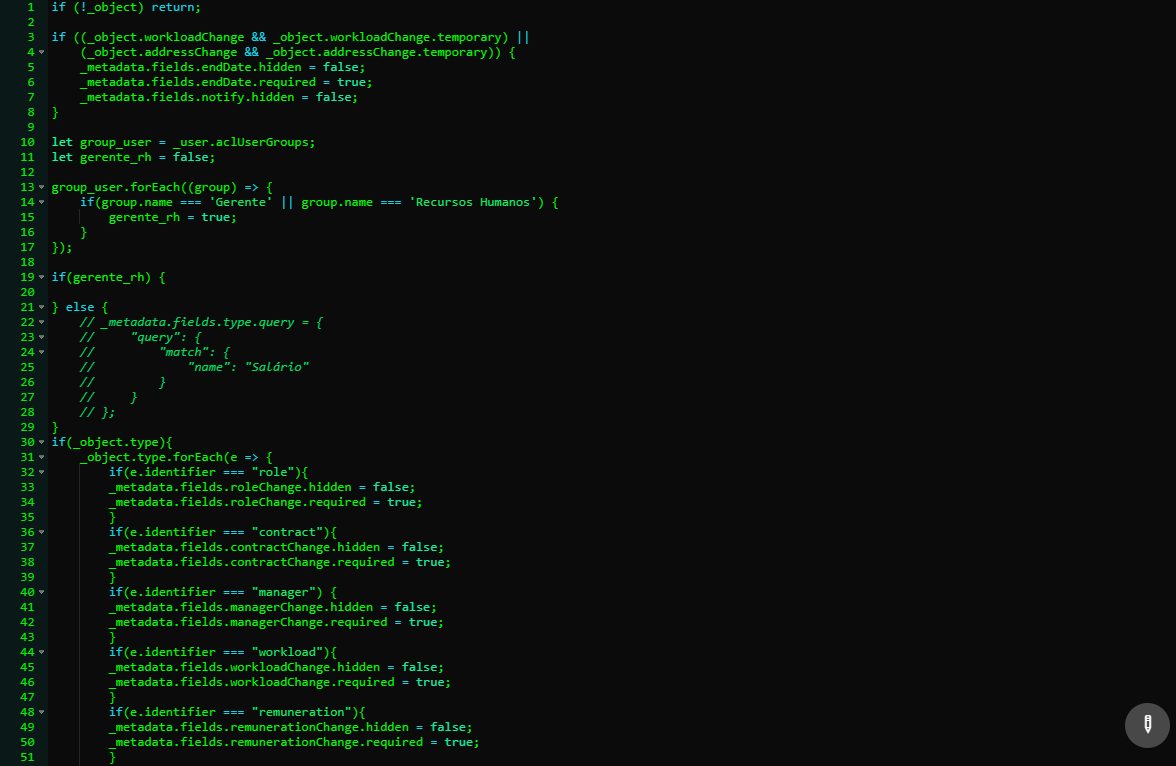 1 if (!_object) return;
2
3 if ((_object.workloadChange && _object.workloadChange.temporary) ||
4     (_object.addressChange && _object.addressChange.temporary)) {
5     _metadata.fields.endDate.hidden = false;
6     _metadata.fields.endDate.required = true;
7     _metadata.fields.notify.hidden = false;
8 }
9
10 let group_user = _user.aclUserGroups;
11 let gerente_rh = false;
12
13 group_user.forEach((group) => {
14     if(group.name === 'Gerente' || group.name === 'Recursos Humanos') {
15         gerente_rh = true;
16     }
17 });
18
19 if(gerente_rh) {
20
21 } else {
22     // _metadata.fields.type.query = {
23     //     "query": {
24     //         "match": {
25     //             "name": "Salário"
26     //         }
27     //     }
28     // };
29 }
30 if(_object.type){
31     _object.type.forEach(e => {
32         if(e.identifier === "role"){
33         _metadata.fields.roleChange.hidden = false;
34         _metadata.fields.roleChange.required = true;
35         }
36         if(e.identifier === "contract"){
37         _metadata.fields.contractChange.hidden = false;
38         _metadata.fields.contractChange.required = true;
39         }
40         if(e.identifier === "manager") {
41         _metadata.fields.managerChange.hidden = false;
42         _metadata.fields.managerChange.required = true;
43         }
44         if(e.identifier === "workload"){
45         _metadata.fields.workloadChange.hidden = false;
46         _metadata.fields.workloadChange.required = true;
47         }
48         if(e.identifier === "remuneration"){
49         _metadata.fields.remunerationChange.hidden = false;
50         _metadata.fields.remunerationChange.required = true;
51         }